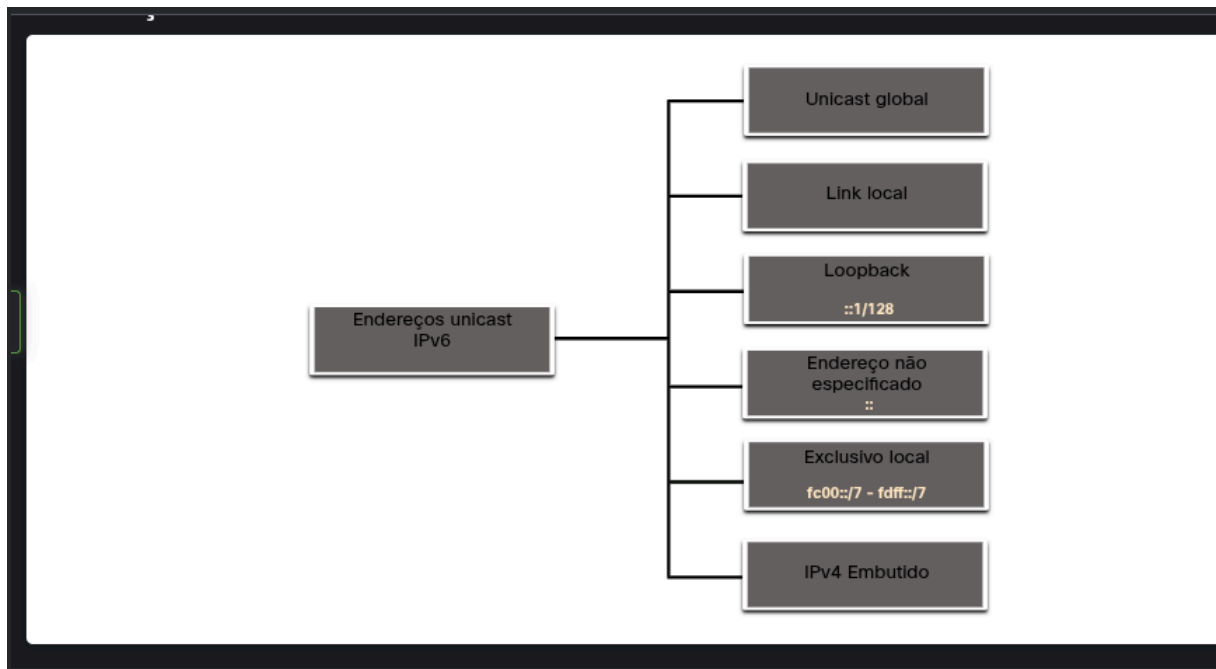 Unicast global
Link local
Loopback
::1/128
Endereços unicast
IPv6
Endereço não
especificado
::
Exclusivo local
fc00::/7 - fdff::/7
IPv4 Embutido